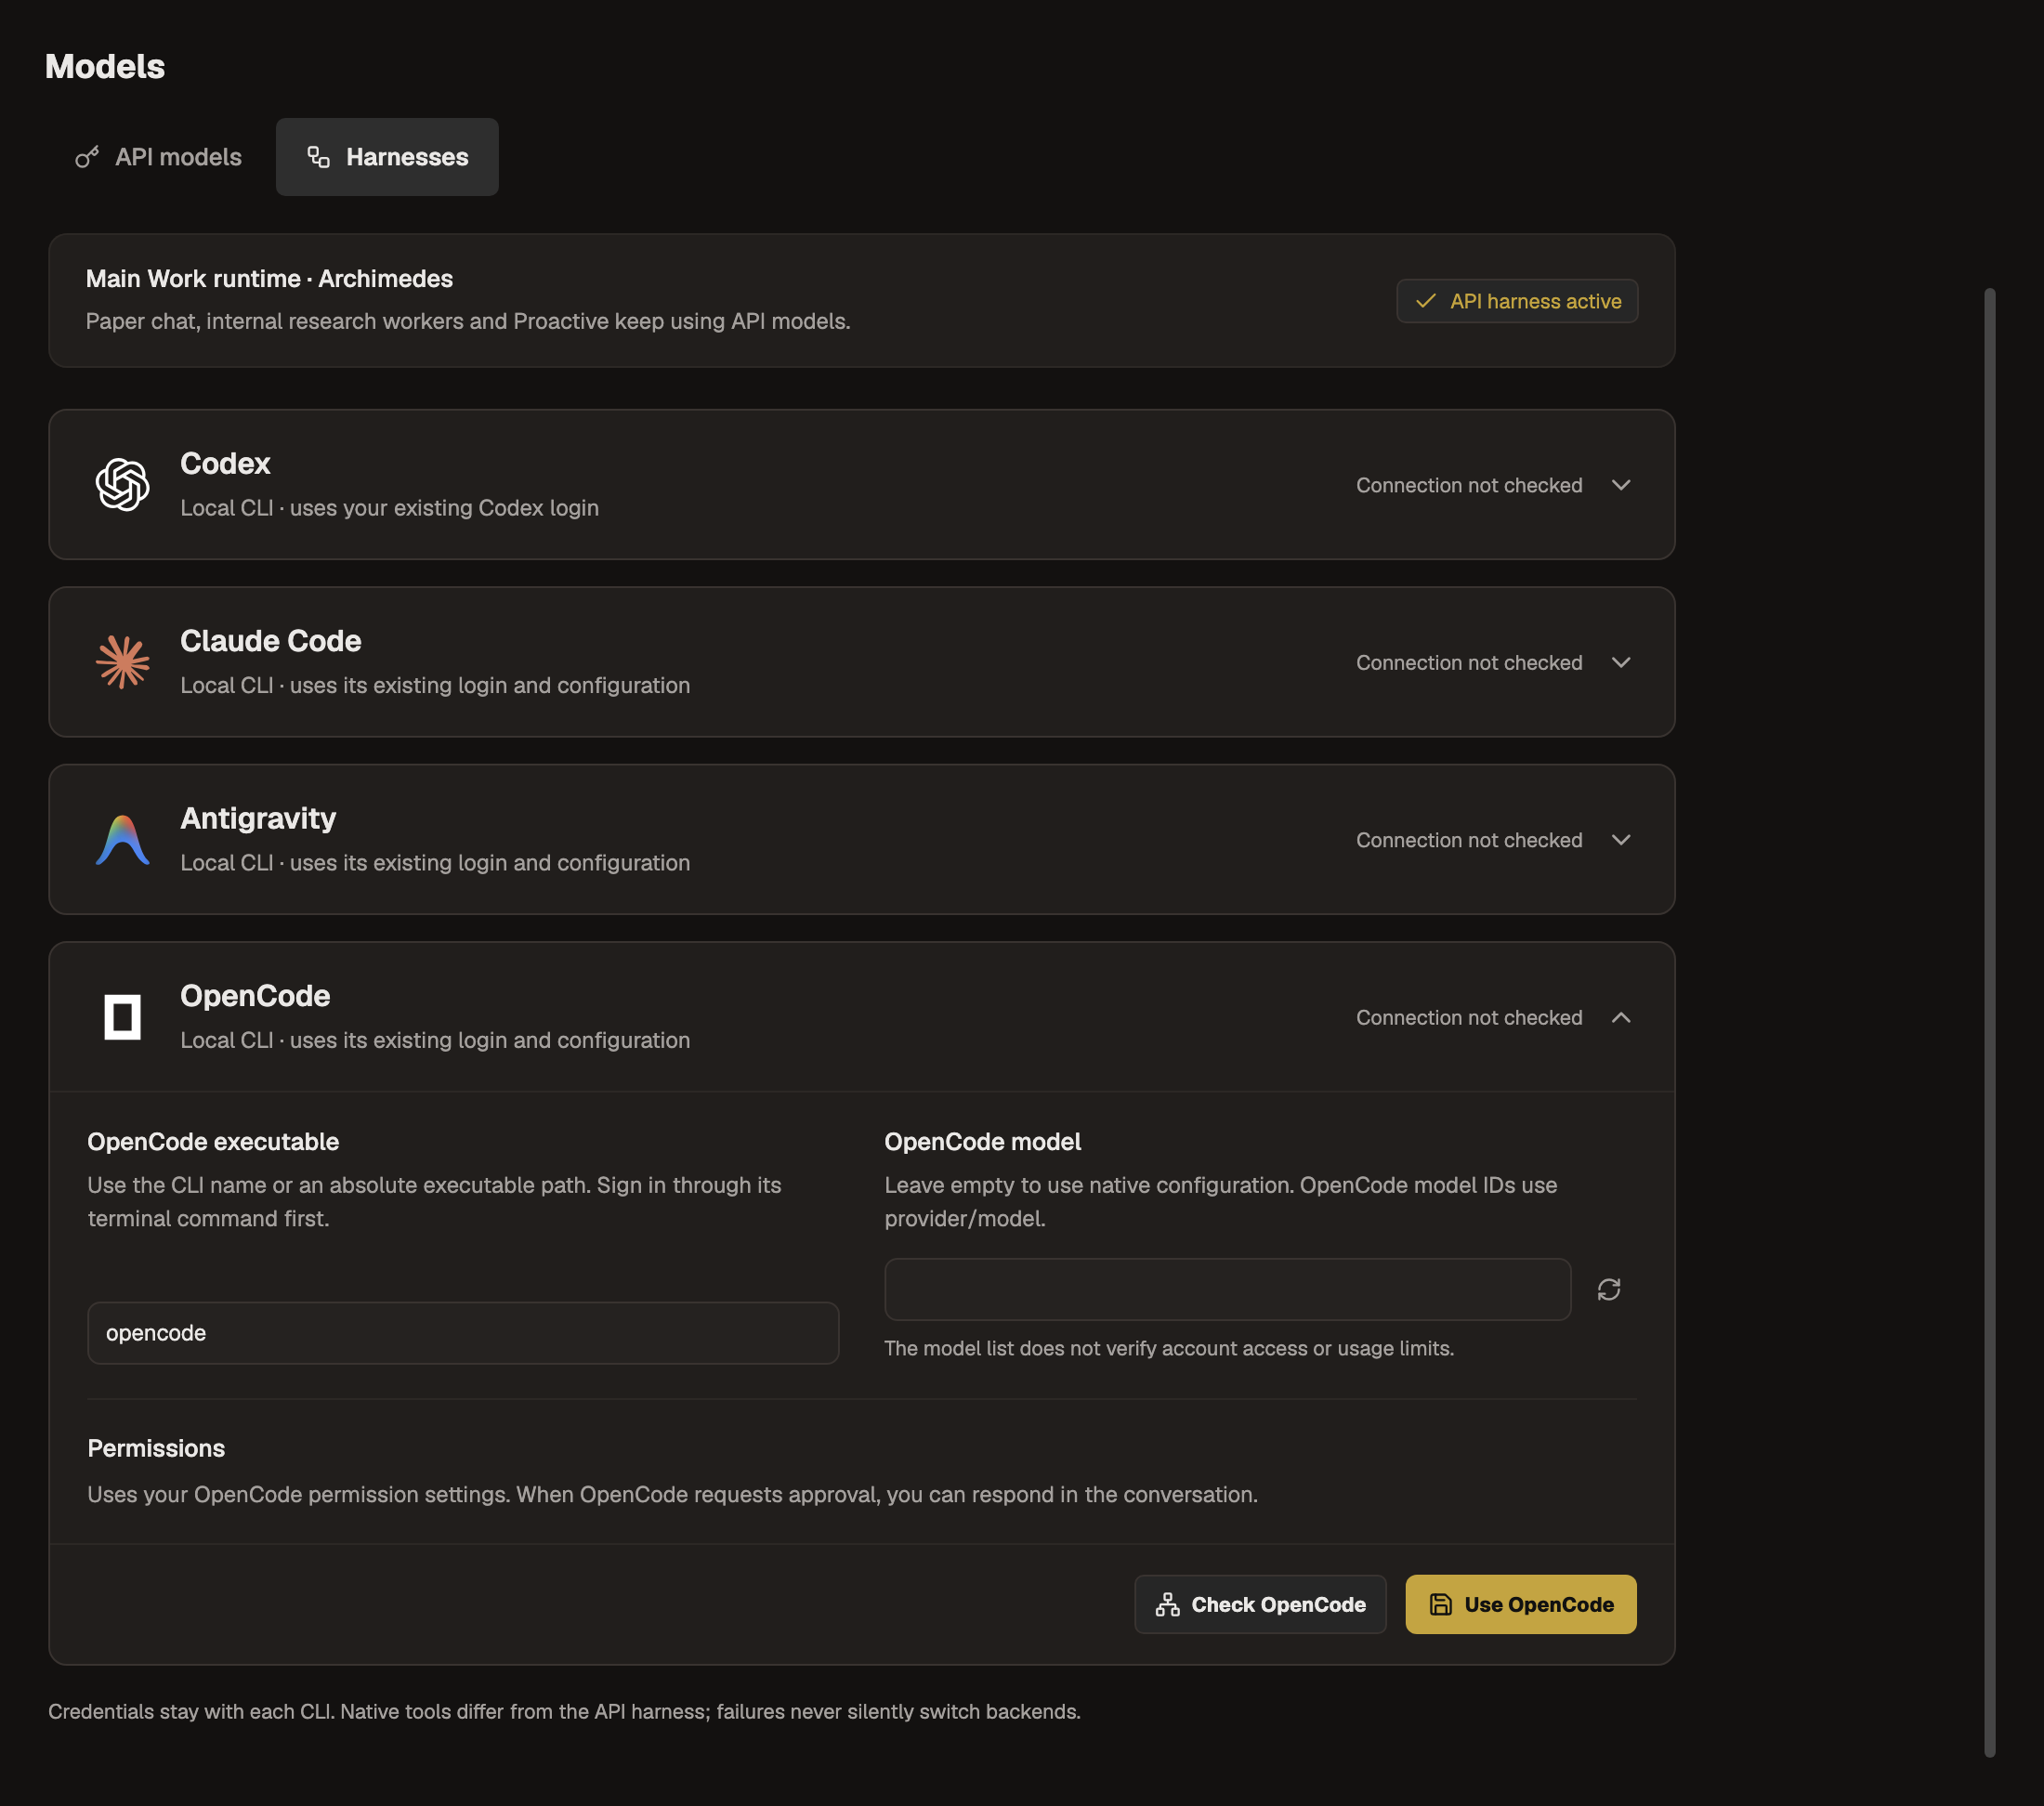 Models
API models
Harnesses
Main Work runtime · Archimedes
Paper chat, internal research workers and Proactive keep using API models.
API harness active
Codex
Local CLI · uses your existing Codex login
Connection not checked
Claude Code
Local CLI · uses its existing login and configuration
Connection not checked
Antigravity
Local CLI · uses its existing login and configuration
Connection not checked
OpenCode
Local CLI · uses its existing login and configuration
Connection not checked
OpenCode executable
Use the CLI name or an absolute executable path. Sign in through its
terminal command first.
opencode
OpenCode model
Leave empty to use native configuration. OpenCode model IDs use
provider/model.
The model list does not verify account access or usage limits.
Permissions
Uses your OpenCode permission settings. When OpenCode requests approval, you can respond in the conversation.
Check OpenCode
Use OpenCode
Credentials stay with each CLI. Native tools differ from the API harness; failures never silently switch backends.